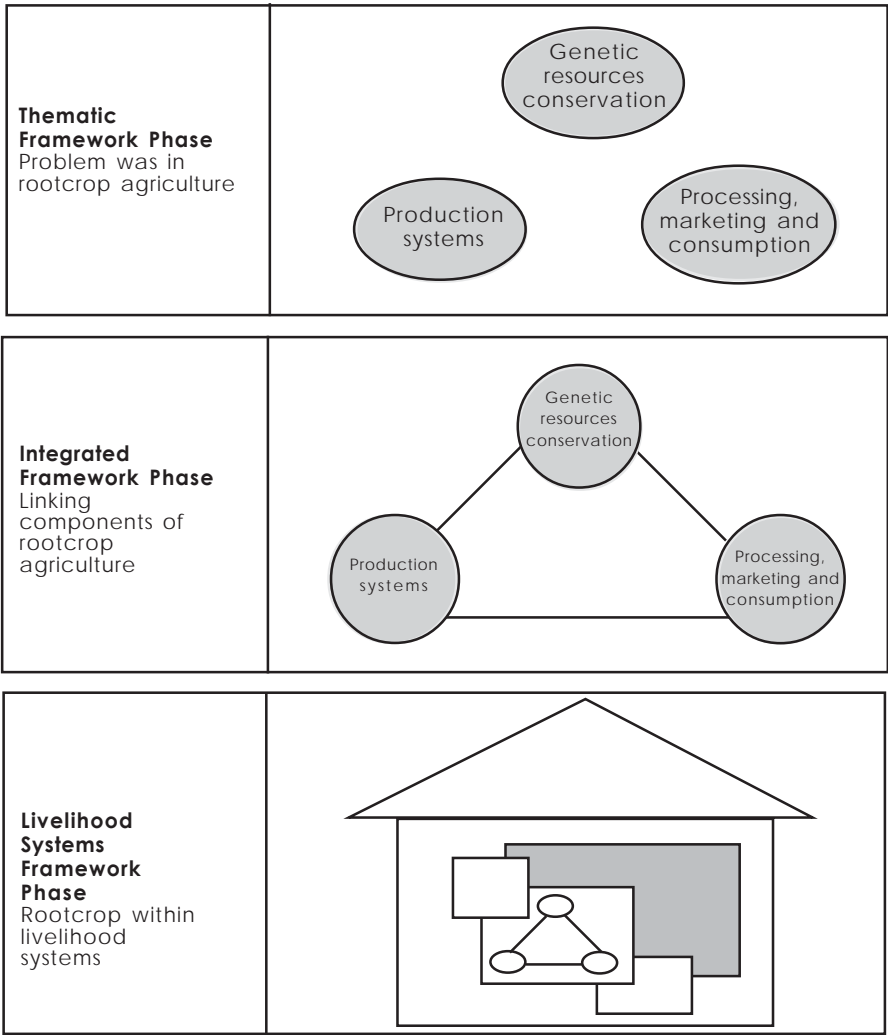 Thematic
Framework Phase
Problem was in
rootcrop agriculture
Genetic
resources
conservation
Production
systems
Processing,
marketing and
consumption
Integrated
Framework Phase
Linking
components of
rootcrop
agriculture
Genetic
resources
conservation
Production
systems
Processing,
marketing and
consumption
Livelihood
Systems
Framework
Phase
Rootcrop within
livelihood
systems